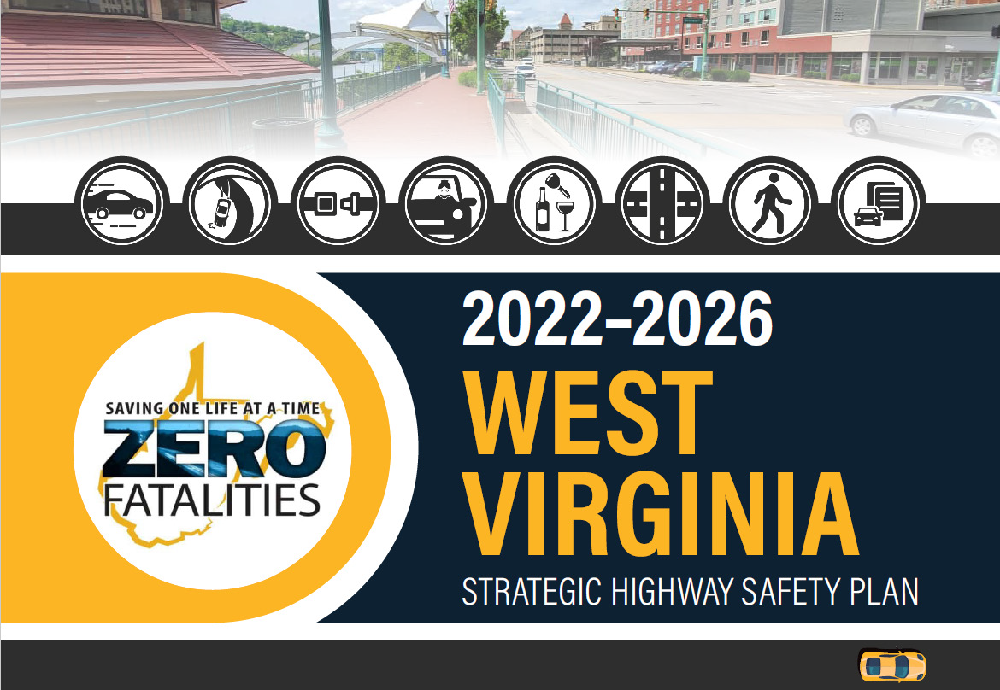 2022–2026
WEST
VIRGINIA
STRATEGIC HIGHWAY SAFETY PLAN
SAVING ONE LIFE AT A TIME
ZERO
FATALITIES